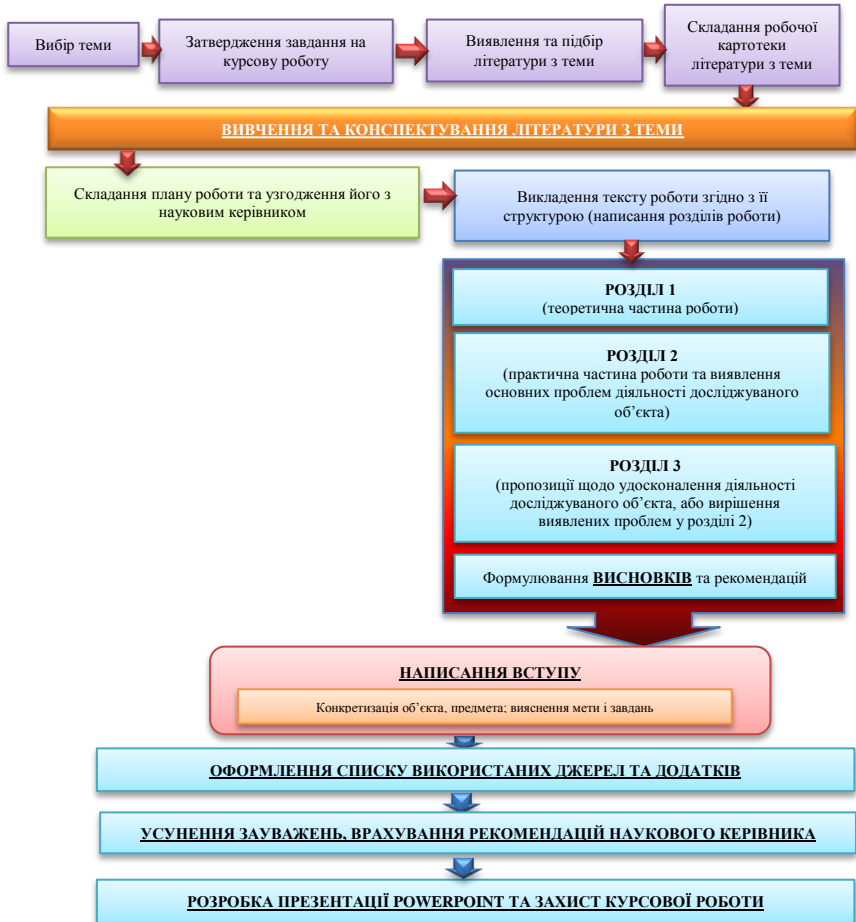 Вибір теми
Затвердження завдання на
курсову роботу
Виявлення та підбір
літератури з теми
Складання робочої
картотеки
літератури з теми
ВИВЧЕННЯ ТА КОНСПЕКТУВАННЯ ЛІТЕРАТУРИ З ТЕМИ
Складання плану роботи та узгодження його з
науковим керівником
Викладення тексту роботи згідно з її
структурою (написання розділів роботи)
РОЗДІЛ 1
(теоретична частина роботи)
РОЗДІЛ 2
(практична частина роботи та виявлення
основних проблем діяльності досліджуваного
об’єкта)
РОЗДІЛ 3
(пропозиції щодо удосконалення діяльності
досліджуваного об’єкта, або вирішення
виявлених проблем у розділі 2)
Формулювання ВИСНОВКІВ та рекомендацій
НАПИСАННЯ ВСТУПУ
Конкретизація об’єкта, предмета; вияснення мети і завдань
ОФОРМЛЕННЯ СПИСКУ ВИКОРИСТАНИХ ДЖЕРЕЛ ТА ДОДАТКІВ
УСУНЕННЯ ЗАУВАЖЕНЬ, ВРАХУВАННЯ РЕКОМЕНДАЦІЙ НАУКОВОГО КЕРІВНИКА
РОЗРОБКА ПРЕЗЕНТАЦІЇ POWERPOINT ТА ЗАХИСТ КУРСОВОЇ РОБОТИ